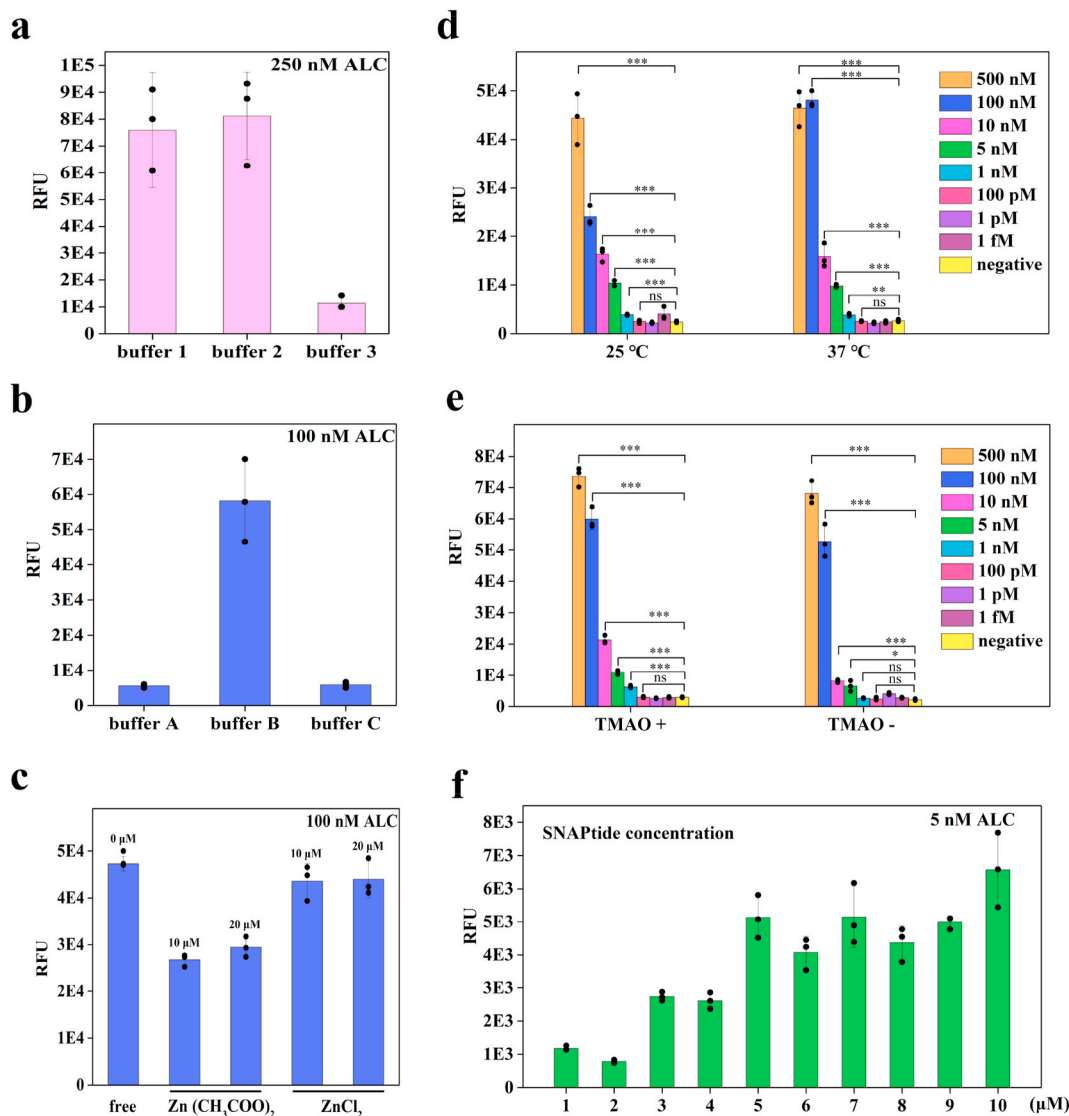 a
250 nM ALC
1E5
9E4
8E4
7E4
6E4
5E4
4E4
3E4
2E4
1E4
0
RFU
buffer 1 buffer 2 buffer 3
b
100 nM ALC
7E4
6E4
5E4
4E4
3E4
2E4
1E4
0
RFU
buffer A buffer B buffer C
c
100 nM ALC
5E4
4E4
3E4
2E4
1E4
0
RFU
0 μM
10 μM
20 μM
10 μM
20 μM
free Zn (CH₃COO)₂ ZnCl₂
d
5E4
4E4
3E4
2E4
1E4
0
RFU
***
***
***
***
***
ns
***
***
***
***
**
ns
25 ℃ 37 ℃
500 nM
100 nM
10 nM
5 nM
1 nM
100 pM
1 pM
1 fM
negative
e
8E4
7E4
6E4
5E4
4E4
3E4
2E4
1E4
0
RFU
***
***
***
***
***
ns
***
***
***
*
ns
ns
TMAO + TMAO -
500 nM
100 nM
10 nM
5 nM
1 nM
100 pM
1 pM
1 fM
negative
f
SNAPtide concentration
5 nM ALC
8E3
7E3
6E3
5E3
4E3
3E3
2E3
1E3
0
RFU
1 2 3 4 5 6 7 8 9 10 (μM)